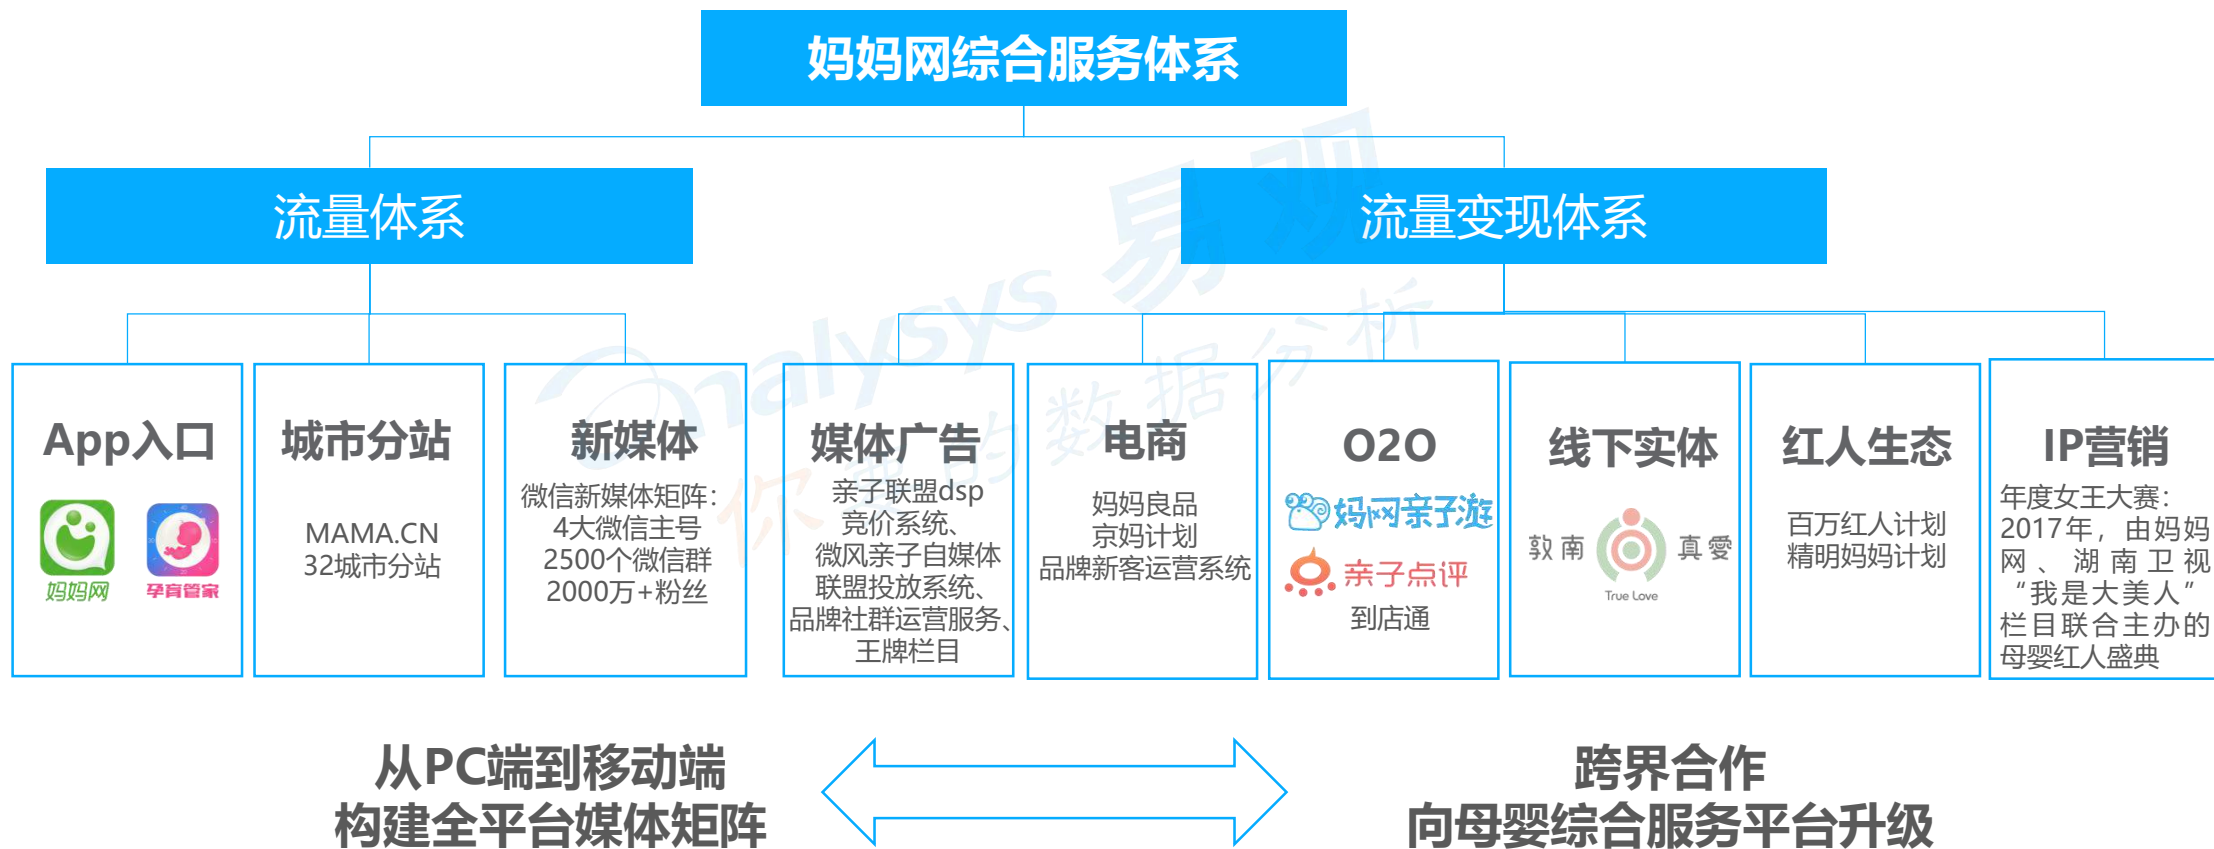 妈妈网综合服务体系
流量体系
流量变现体系
App入口
妈妈网
孕育管家
城市分站
MAMA.CN
32城市分站
新媒体
微信新媒体矩阵：
4大微信主号
2500个微信群
2000万+粉丝
媒体广告
亲子联盟dsp
竞价系统、
微风亲子自媒体
联盟投放系统、
品牌社群运营服务、
王牌栏目
电商
妈妈良品
京妈计划
品牌新客运营系统
O2O
妈网亲子游
亲子点评
到店通
线下实体
敦南 真愛
True Love
红人生态
百万红人计划
精明妈妈计划
IP营销
年度女王大赛：
2017年，由妈妈
网、湖南卫视
“我是大美人”
栏目联合主办的
母婴红人盛典
从PC端到移动端
构建全平台媒体矩阵
跨界合作
向母婴综合服务平台升级
analysys 易观
你要的数据分析